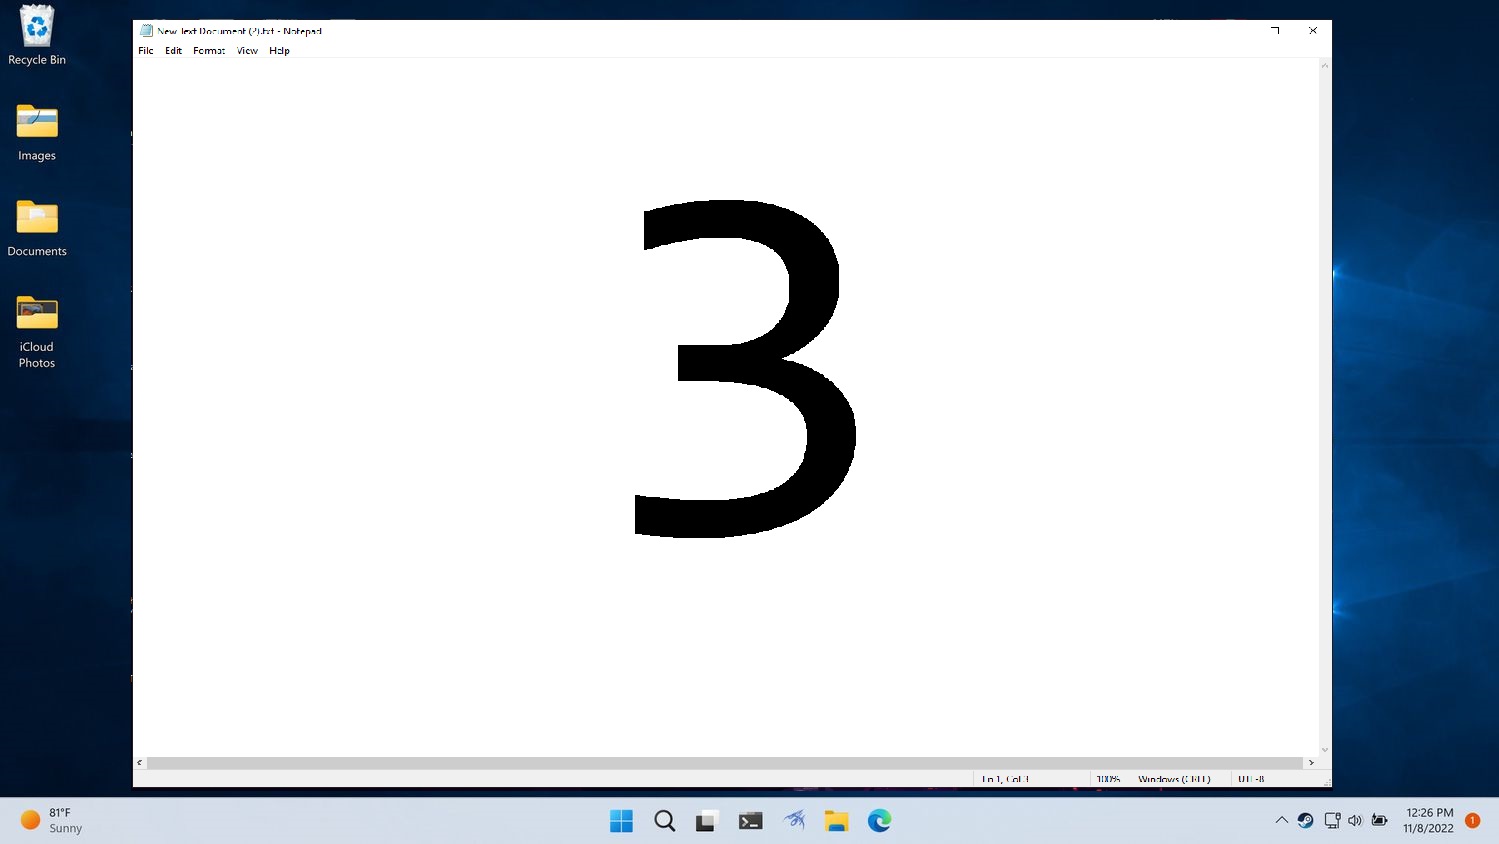 Recycle Bin
Images
Documents
iCloud
Photos
New Text Document (2).txt - Notepad
File Edit Format View Help
3
Ln 1, Col 3 100% Windows (CRLF) UTF-8
81°F
Sunny
12:26 PM
11/8/2022
1